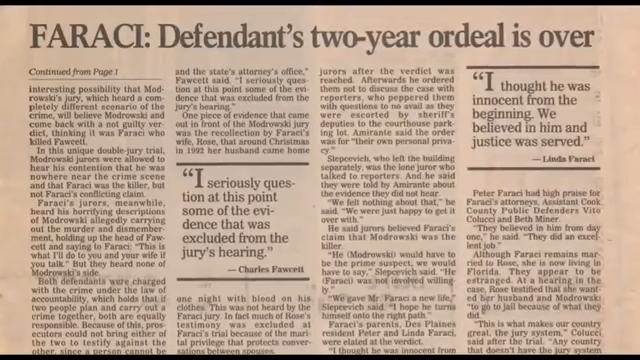 FARACI: Defendant's two-year ordeal is over
Continued from Page 1
interesting possibility that Mod-
rowski's jury, which heard a com-
pletely different scenario of the
crime, will believe Modrowski and
come back with a not guilty ver-
dict, thinking it was Faraci who
killed Fawcett.
In this unique double-jury trial,
Modrowski jurors were allowed to
hear his contention that he was
nowhere near the crime scene
and that Faraci was the killer, but
not Faraci's conflicting claim.
Faraci's jurors, meanwhile,
heard his horrifying descriptions
of Modrowski allegedly carrying
out the murder and dismember-
ment, holding up the head of Faw-
cett and saying to Faraci: "This is
what I'll do to you and your wife if
you talk." But they heard none of
Modrowski's side.
Both defendants were charged
with the crime under the law of
accountability, which holds that if
two people plan and carry out a
crime together, both are equally
responsible. Because of this, pros-
ecutors could not bring either of
the two to testify against the
other, since a person cannot be
and the state's attorney's office,"
Fawcett said. "I seriously ques-
tion at this point some of the evi-
dence that was excluded from the
jury's hearing."
One piece of evidence that came
out in front of the Modrowski jury
was the recollection by Faraci's
wife, Rose, that around Christmas
in 1992 her husband came home
"I seriously ques-
tion at this point
some of the evi-
dence that was
excluded from the
jury's hearing."
— Charles Fawcett
one night with blood on his
clothes. This was not heard by the
Faraci jury. In fact much of Rose's
testimony was excluded at
Faraci's trial because of the mari-
tal privilege that protects conver-
sations between spouses.
jurors after the verdict was
reached. Afterwards he ordered
them not to discuss the case with
reporters, who peppered them
with questions to no avail as they
were escorted by sheriff's
deputies to the courthouse park-
ing lot. Amirante said the order
was for "their own personal priva-
cy."
Slepcevich, who left the building
separately, was the lone juror who
talked to reporters. And he said
they were told by Amirante about
the evidence they did not hear.
"We felt nothing about that," he
said. "We were just happy to get it
over with."
He said jurors believed Faraci's
claim that Modrowski was the
killer.
"He (Modrowski) would have to
be the prime suspect, we would
have to say," Slepcevich said. "He
(Faraci) was not involved willing-
ly."
"We gave Mr. Faraci a new life,"
Slepcevich said. "I hope he turns
himself onto the right path."
Faraci's parents, Des Plaines
resident Peter and Linda Faraci,
were elated with the verdict.
"I thought he was innocent from
"I thought he was
innocent from the
beginning. We
believed in him and
justice was served."
— Linda Faraci
Peter Faraci had high praise for
Faraci's attorneys, Assistant Cook
County Public Defenders Vito
Colucci and Beth Miner.
"They believed in him from day
one," he said. "They did an excel-
lent job."
Although Faraci remains mar-
ried to Rose, she is now living in
Florida. They appear to be
estranged. At a hearing in the
case, Rose testified that she want-
ed her husband and Modrowski
"to go to jail because of what they
did."
"This is what makes our country
great, the jury system," Colucci
said after the trial. "Any country
that doesn't have the jury system